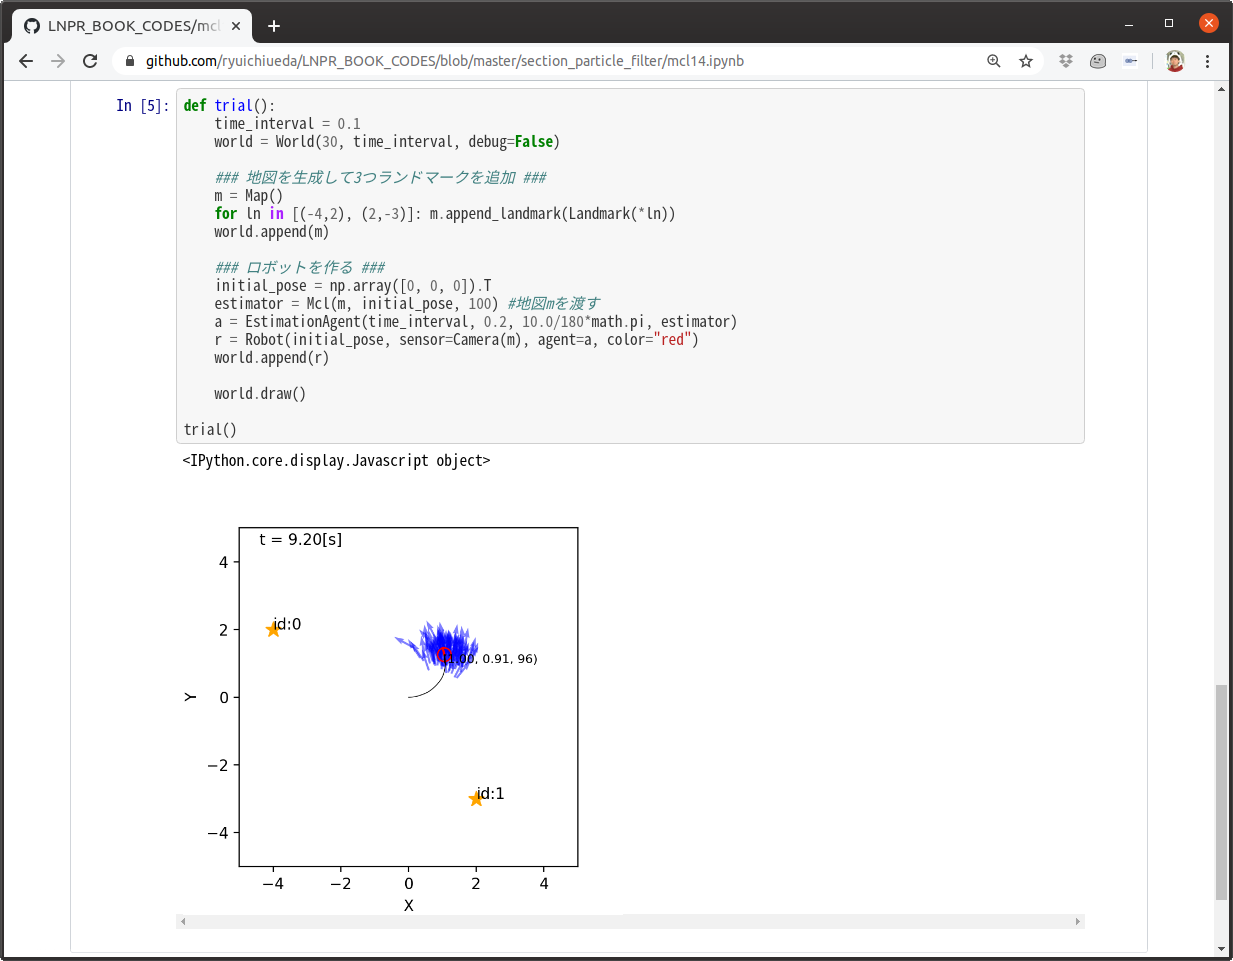 LNPR_BOOK_CODES/mcl
github.com/ryuichiueda/LNPR_BOOK_CODES/blob/master/section_particle_filter/mcl14.ipynb
In [5]:
def trial():
    time_interval = 0.1
    world = World(30, time_interval, debug=False)
    ### 地図を生成して3つランドマークを追加 ###
    m = Map()
    for ln in [(-4,2), (2,-3)]: m.append_landmark(Landmark(*ln))
    world.append(m)
    ### ロボットを作る ###
    initial_pose = np.array([0, 0, 0]).T
    estimator = Mcl(m, initial_pose, 100) #地図mを渡す
    a = EstimationAgent(time_interval, 0.2, 10.0/180*math.pi, estimator)
    r = Robot(initial_pose, sensor=Camera(m), agent=a, color="red")
    world.append(r)
    world.draw()
trial()
<IPython.core.display.Javascript object>
t = 9.20[s]
4
id:0
2
.00, 0.91, 96)
Y
0
−2
id:1
−4
−4 −2 0 2 4
X